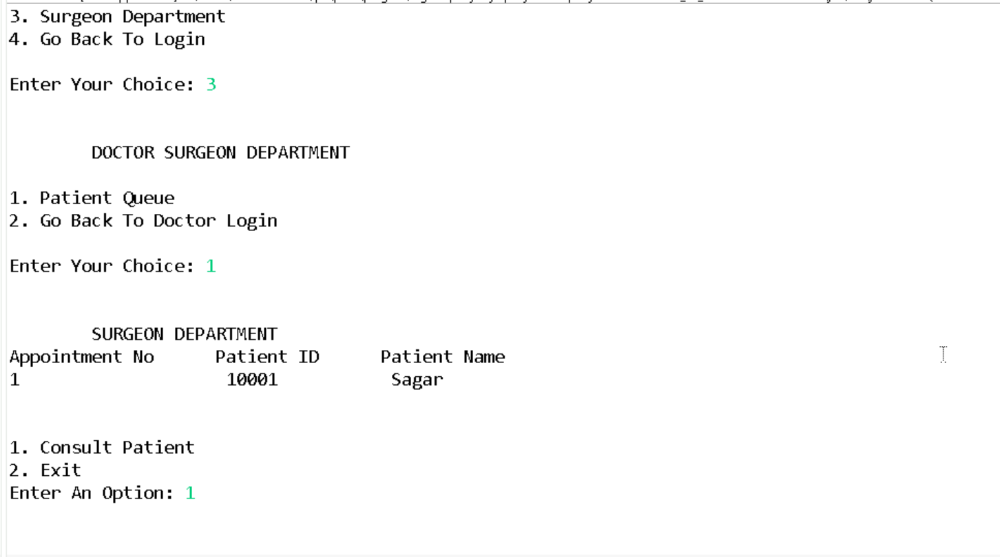 3. Surgeon Department
4. Go Back To Login
Enter Your Choice: 3
DOCTOR SURGEON DEPARTMENT
1. Patient Queue
2. Go Back To Doctor Login
Enter Your Choice: 1
SURGEON DEPARTMENT
Appointment No Patient ID Patient Name
1 10001 Sagar
1. Consult Patient
2. Exit
Enter An Option: 1